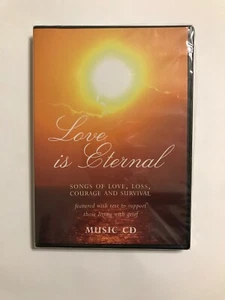 Love
is Eternal
SONGS OF LOVE, LOSS,
COURAGE AND SURVIVAL
featured with text to support
those living with grief
MUSIC CD